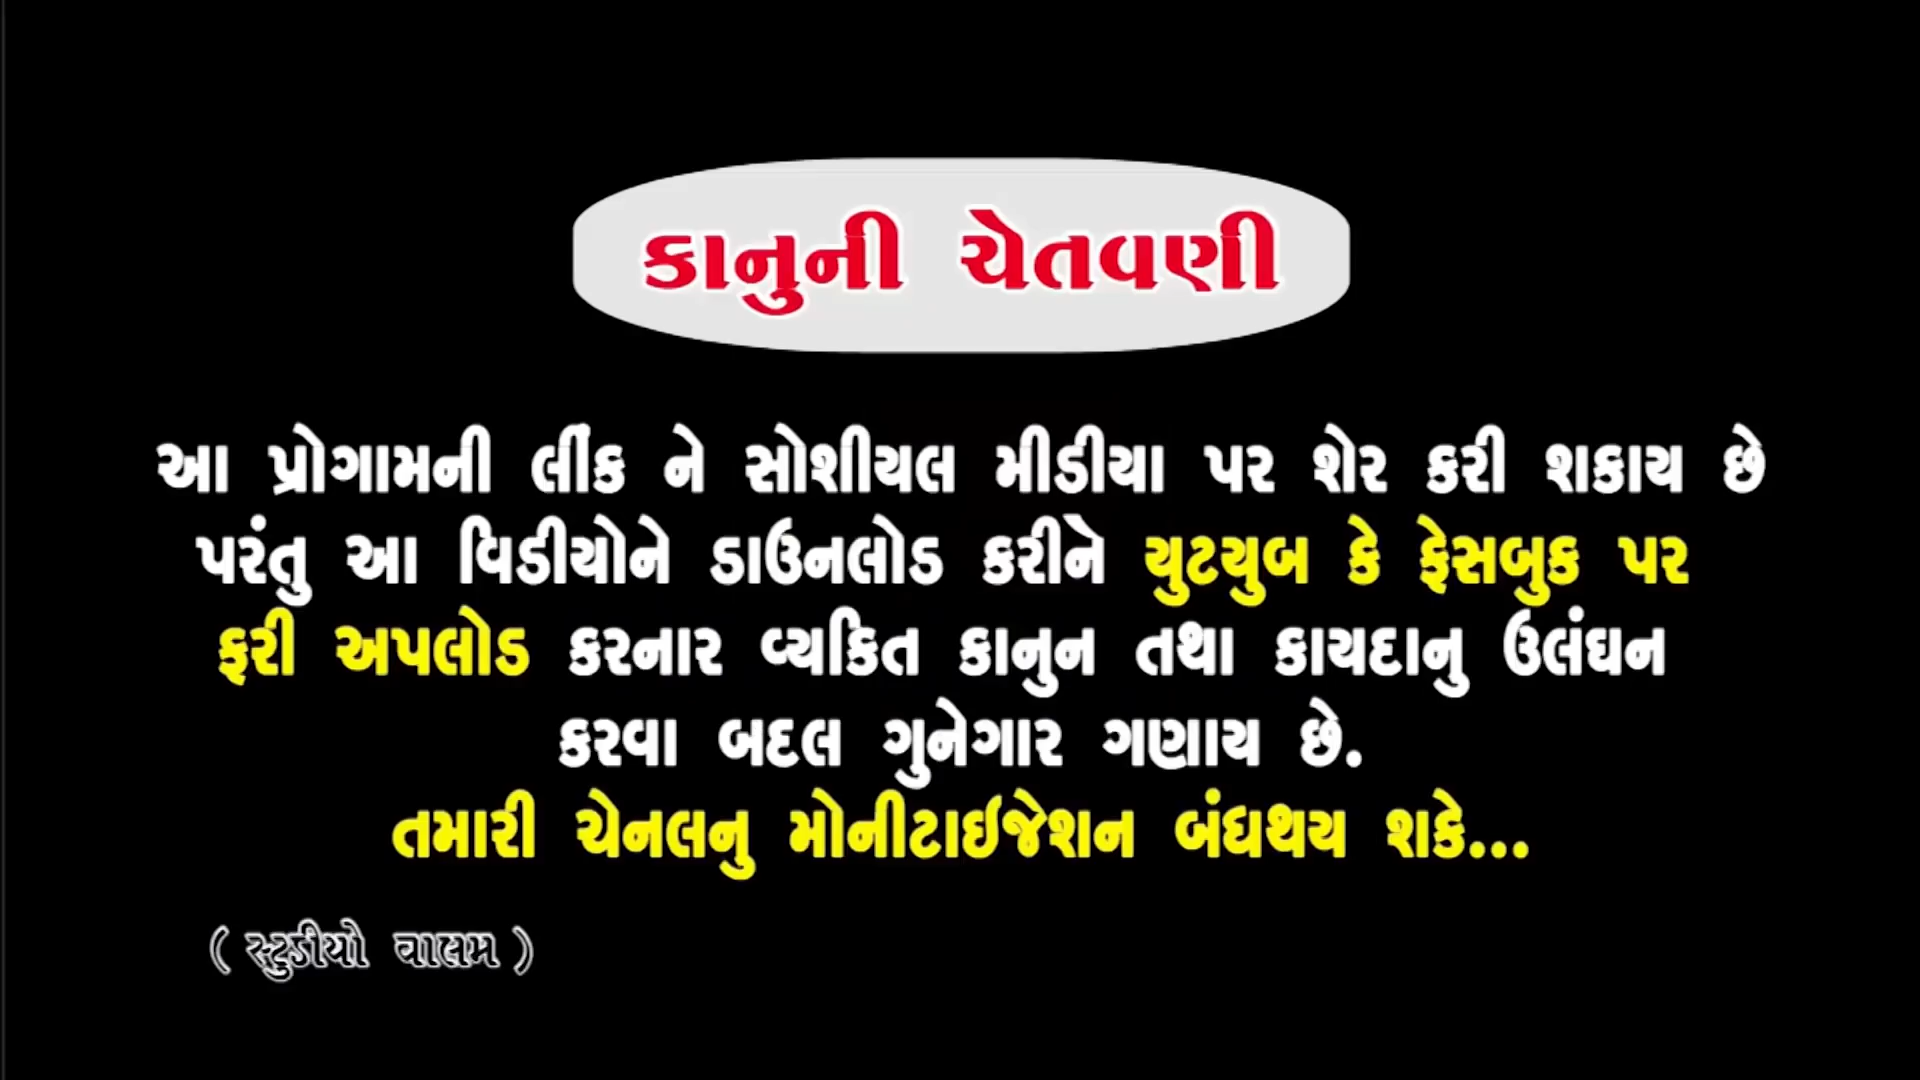 કાનુની ચેતવણી
આ પ્રોગામની લીંક ને સોશીયલ મીડીયા પર શેર કરી શકાય છે
પરંતુ આ વિડીયોને ડાઉનલોડ કરીને યુટયુબ કે ફેસબુક પર
ફરી અપલોડ કરનાર વ્યકિત કાનુન તથા કાયદાનુ ઉલંઘન
કરવા બદલ ગુનેગાર ગણાય છે.
તમારી ચેનલનુ મોનીટાઇજેશન બંધથય શકે...
( સ્ટુડીયો વાલમ )